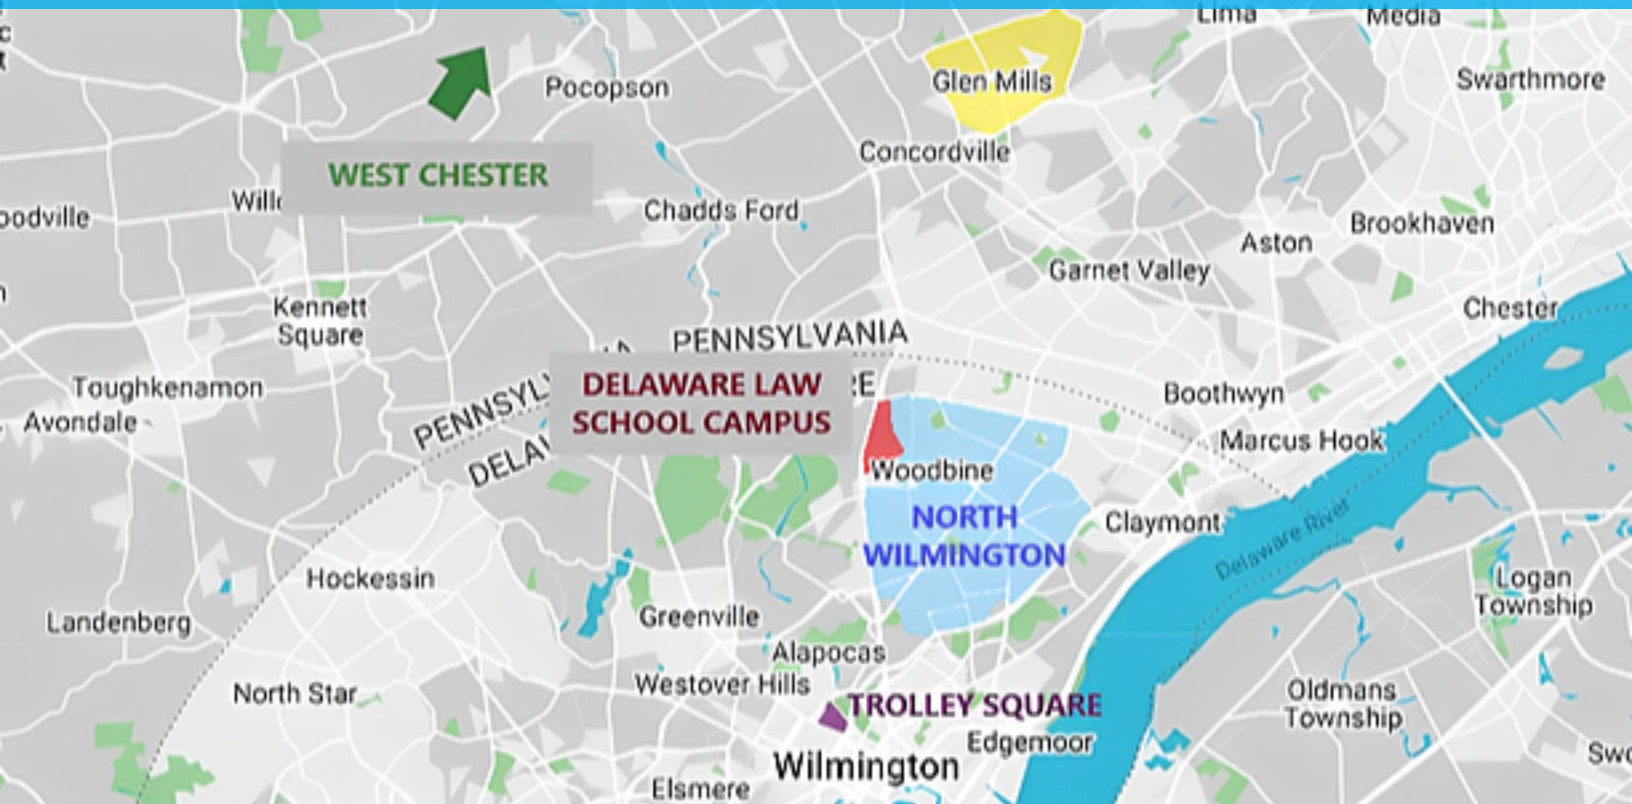 Lima
Media
Pocopson
Glen Mills
Swarthmore
Concordville
WEST CHESTER
Chadds Ford
Brookhaven
Aston
Garnet Valley
Kennett
Square
Chester
PENNSYLVANIA
Toughkenamon
Avondale
DELAWARE LAW
SCHOOL CAMPUS
Boothwyn
Marcus Hook
Woodbine
NORTH
WILMINGTON
Claymont
Delaware River
Hockessin
Logan
Township
Landenberg
Greenville
Alapocas
Westover Hills
North Star
TROLLEY SQUARE
Oldmans
Township
Edgemoor
Wilmington
Elsmere